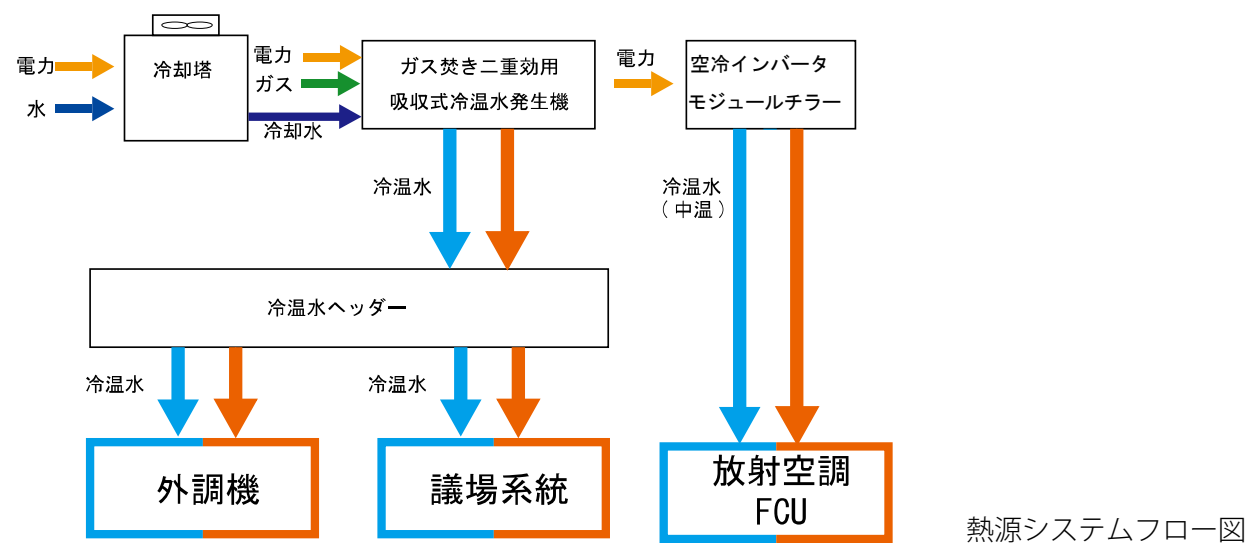 電力
水
冷却塔
電力
ガス
冷却水
ガス焚き二重効用
吸収式冷温水発生機
電力
空冷インバータ
モジュールチラー
冷温水
冷温水
（中温）
冷温水ヘッダー
冷温水
冷温水
外調機
議場系統
放射空調
FCU
熱源システムフロー図